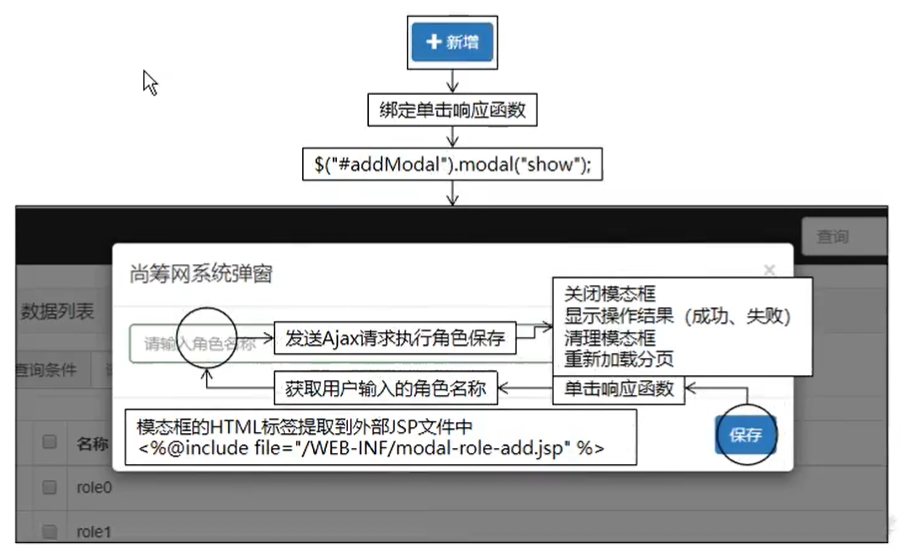 新增
绑定单击响应函数
$("#addModal").modal("show");
查询
尚筹网系统弹窗
×
关闭模态框
显示操作结果（成功、失败）
清理模态框
重新加载分页
数据列表
请输入角色名称
发送Ajax请求执行角色保存
查询条件
获取用户输入的角色名称
单击响应函数
模态框的HTML标签提取到外部JSP文件中
<%@include file="/WEB-INF/modal-role-add.jsp" %>
保存
名称
role0
role1